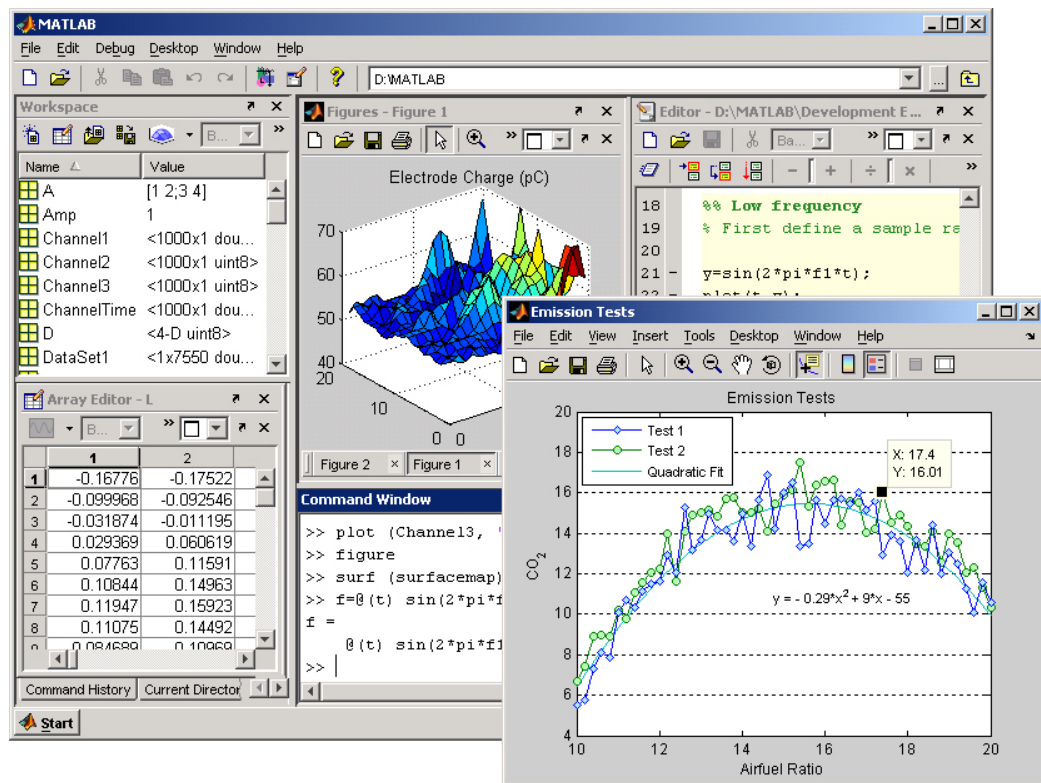 MATLAB
File Edit Debug Desktop Window Help
D:\MATLAB
Workspace
B...
Name Value
A [1 2;3 4]
Amp 1
Channel1 <1000x1 dou...
Channel2 <1000x1 uint8>
Channel3 <1000x1 uint8>
ChannelTime <1000x1 dou...
D <4-D uint8>
DataSet1 <1x7550 dou...
Array Editor - L
B...
1 2
1 -0.16776 -0.17522
2 -0.099968 -0.092546
3 -0.031874 -0.011195
4 0.029369 0.060619
5 0.07763 0.11591
6 0.10844 0.14963
7 0.11947 0.15923
8 0.11075 0.14492
0.084689 0.10969
Command History Current Director
Start
Figures - Figure 1
Electrode Charge (pC)
70
60
50
40
20
10
0 0
Figure 2 Figure 1
Command Window
>> plot (Channel3,
>> figure
>> surf (surfacemap)
>> f=@(t) sin(2*pi*f
f =
@(t) sin(2*pi*f1
>>
Editor - D:\MATLAB\Development E...
Ba...
18 %% Low frequency
19 % First define a sample ra
20
21 - y=sin(2*pi*f1*t);
22 - plot(t,y);
Emission Tests
File Edit View Insert Tools Desktop Window Help
Emission Tests
Test 1
Test 2
Quadratic Fit
X: 17.4
Y: 16.01
y = - 0.29*x² + 9*x - 55
CO₂
20
18
16
14
12
10
8
6
4
10 12 14 16 18 20
Airfuel Ratio